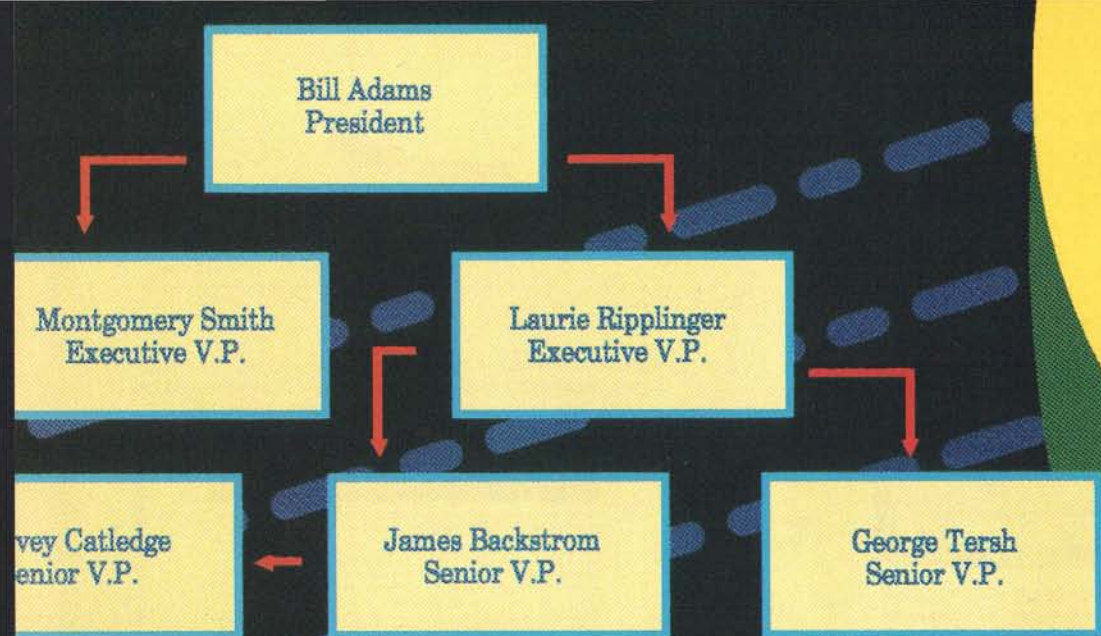 Bill Adams
President
Montgomery Smith
Executive V.P.
Laurie Ripplinger
Executive V.P.
Catledge
V.P.
James Backstrom
Senior V.P.
George Tersh
Senior V.P.